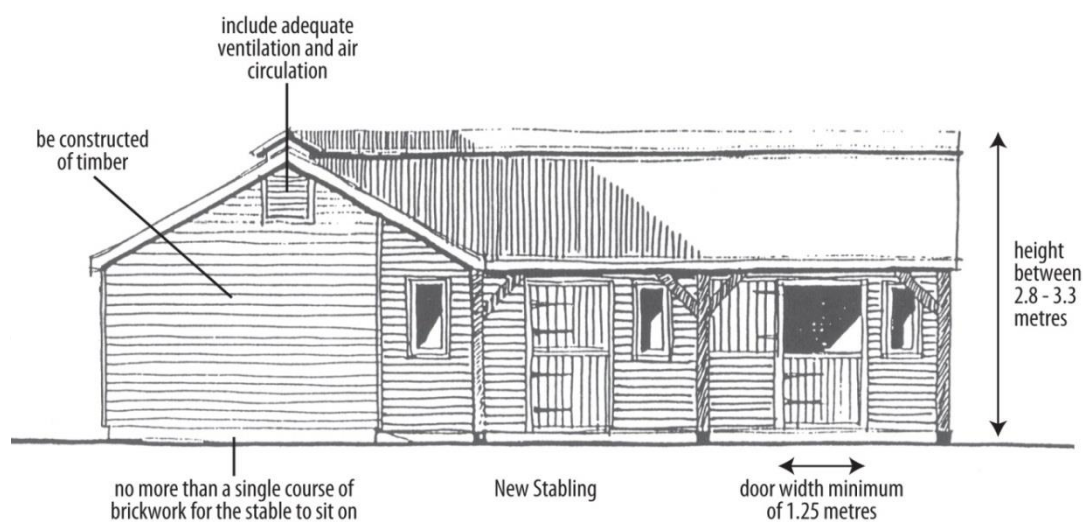 include adequate
ventilation and air
circulation
be constructed
of timber
height
between
2.8 - 3.3
metres
no more than a single course of
brickwork for the stable to sit on
New Stabling
door width minimum
of 1.25 metres